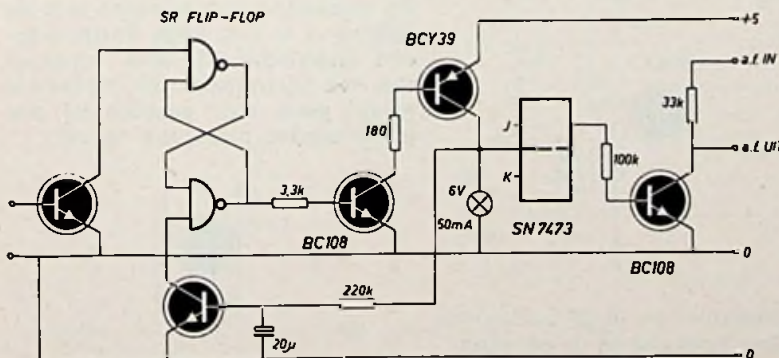 SR FLIP-FLOP
BCY39
+5
a.f. IN
33k
180
J
100k
a.f. UIT
3,3k
6V
50mA
K
SN 7473
BC108
BC108
0
220k
20µ
0